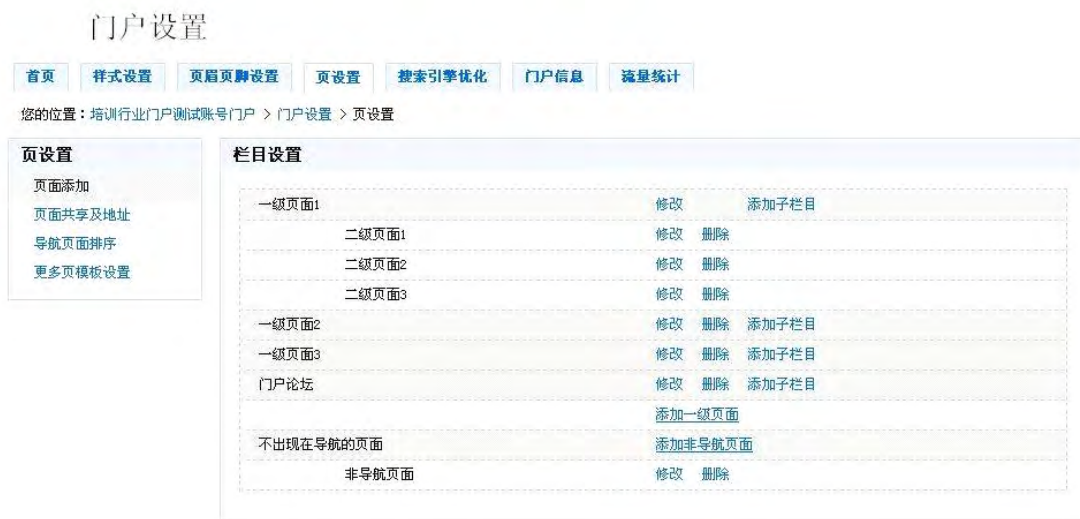 门户设置
首页 样式设置 页眉页脚设置 页设置 搜索引擎优化 门户信息 流量统计
您的位置：培训行业门户测试账号门户 > 门户设置 > 页设置
页设置
页面添加
页面共享及地址
导航页面排序
更多页模板设置
栏目设置
一级页面1 修改 添加子栏目
二级页面1 修改 删除
二级页面2 修改 删除
二级页面3 修改 删除
一级页面2 修改 删除 添加子栏目
一级页面3 修改 删除 添加子栏目
门户论坛 修改 删除 添加子栏目
添加一级页面
不出现在导航的页面 添加非导航页面
非导航页面 修改 删除